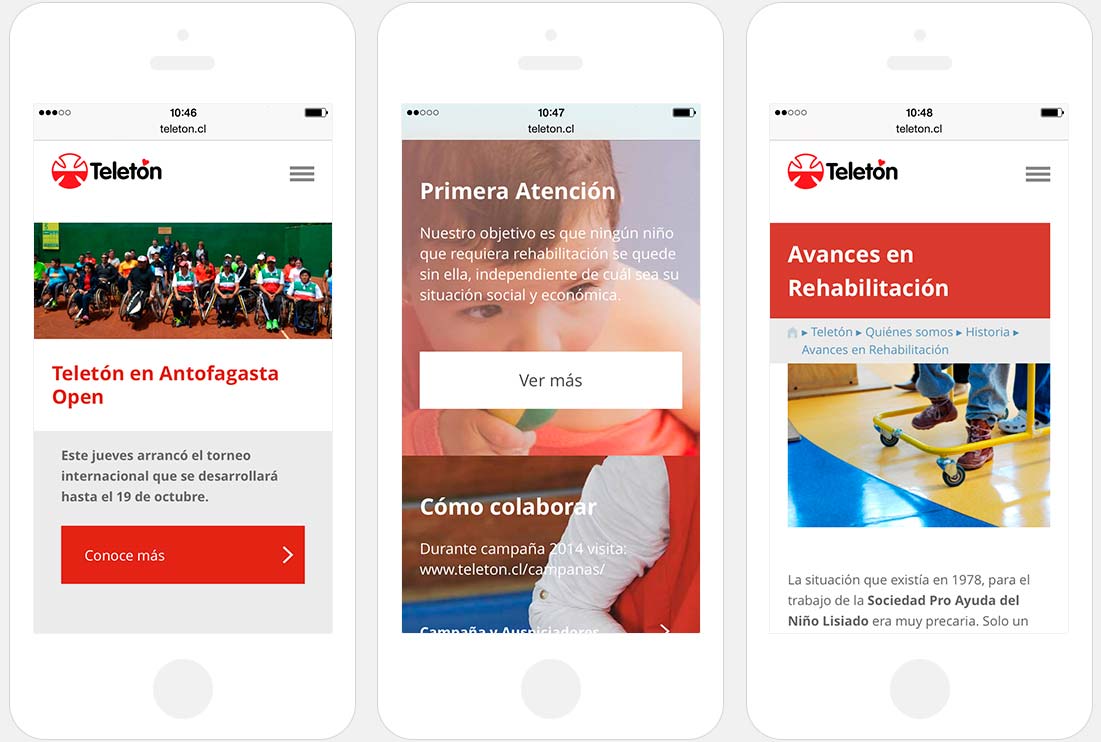 10:46
teleton.cl
Teletón
Teletón en Antofagasta
Open
Este jueves arrancó el torneo
internacional que se desarrollará
hasta el 19 de octubre.
Conoce más
10:47
teleton.cl
Primera Atención
Nuestro objetivo es que ningún niño
que requiera rehabilitación se quede
sin ella, independiente de cuál sea su
situación social y económica.
Ver más
Cómo colaborar
Durante campaña 2014 visita:
www.teleton.cl/campanas/
Campaña y Auspiciadores
10:48
teleton.cl
Teletón
Avances en
Rehabilitación
▸ Teletón ▸ Quiénes somos ▸ Historia ▸
Avances en Rehabilitación
La situación que existía en 1978, para el
trabajo de la Sociedad Pro Ayuda del
Niño Lisiado era muy precaria. Solo un